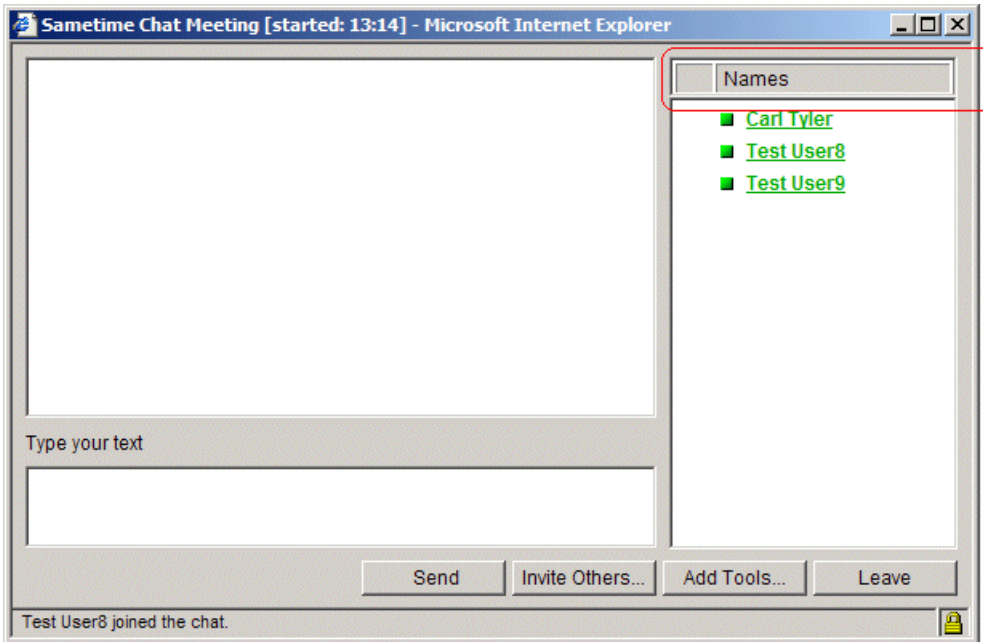 Sametime Chat Meeting [started: 13:14] - Microsoft Internet Explorer
Names
Carl Tyler
Test User8
Test User9
Type your text
Send Invite Others... Add Tools... Leave
Test User8 joined the chat.